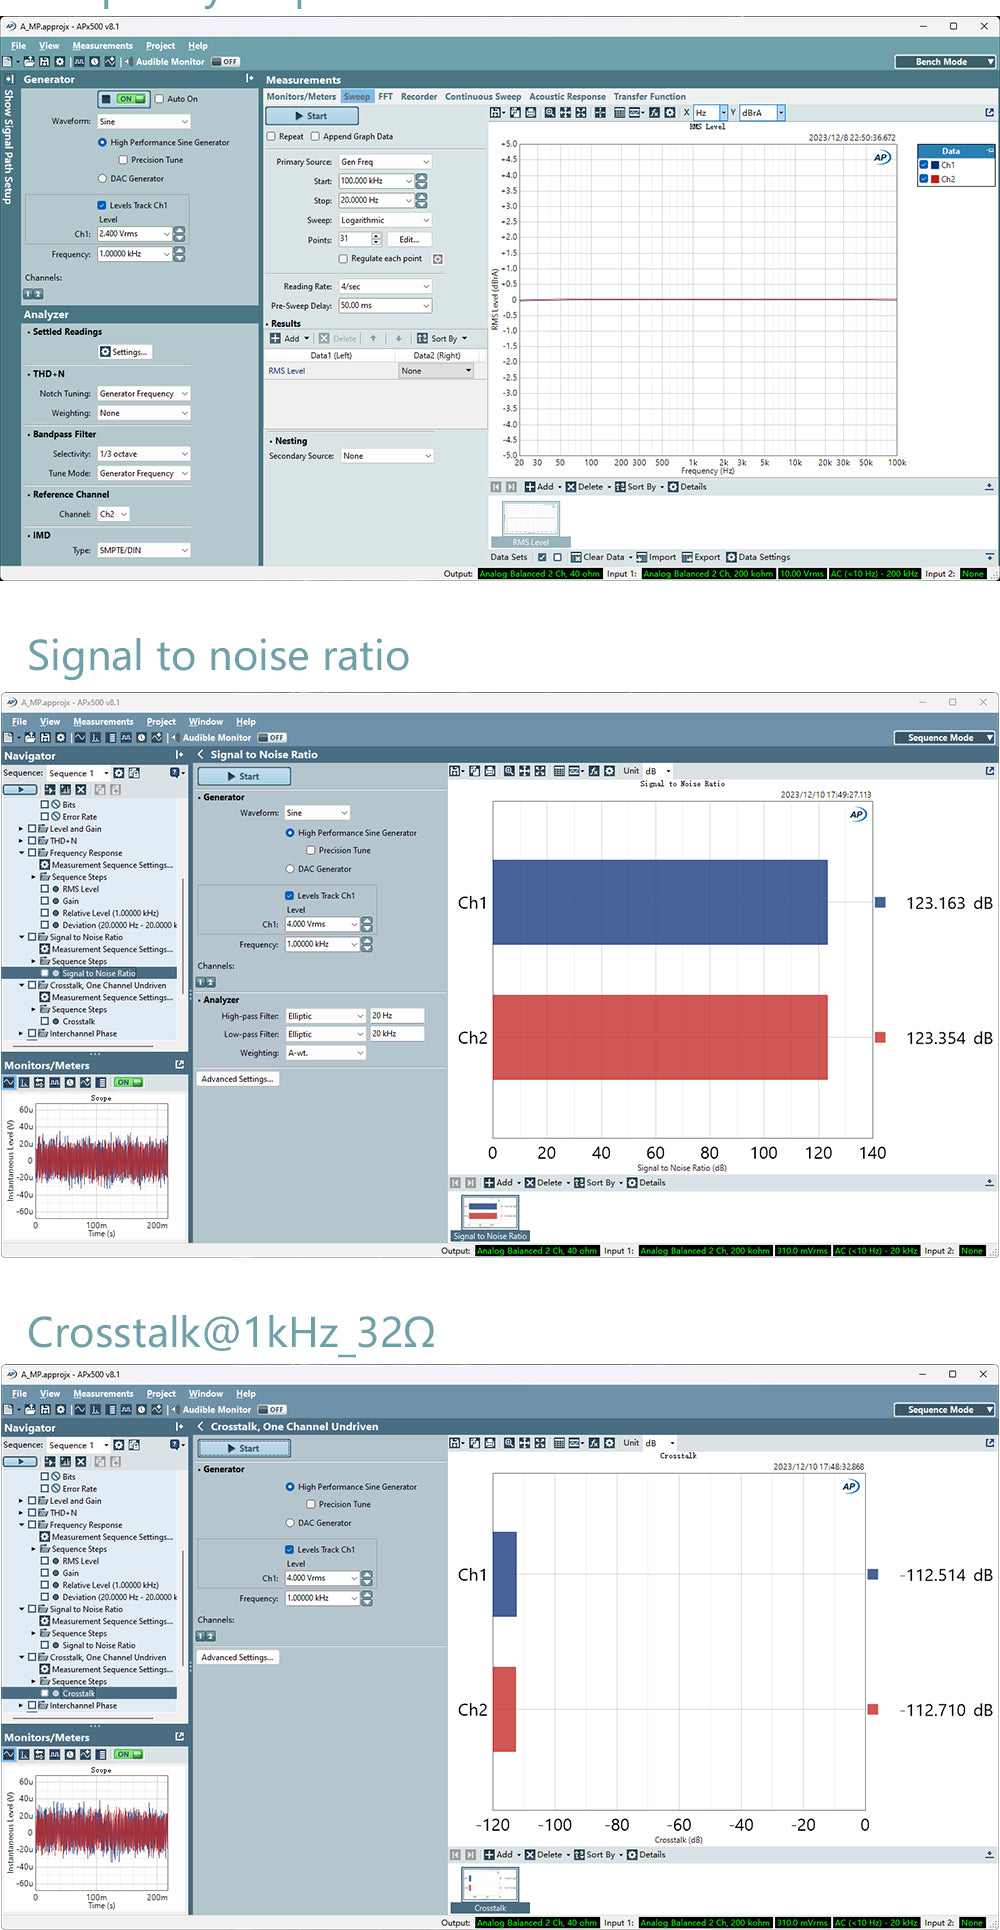 A_MP.approjx - APx500 v8.1
File View Measurements Project Help
Audible Monitor OFF
Bench Mode
Show Signal Path Setup
Generator
ON Auto On
Waveform: Sine
High Performance Sine Generator
Precision Tune
DAC Generator
Levels Track Ch1
Level
Ch1: 2.400 Vrms
Frequency: 1.00000 kHz
Channels:
1 2
Analyzer
Settled Readings
Settings...
THD+N
Notch Tuning: Generator Frequency
Weighting: None
Bandpass Filter
Selectivity: 1/3 octave
Tune Mode: Generator Frequency
Reference Channel
Channel: Ch2
IMD
Type: SMPTE/DIN
Measurements
Monitors/Meters Sweep FFT Recorder Continuous Sweep Acoustic Response Transfer Function
Start
Repeat Append Graph Data
Primary Source: Gen Freq
Start: 100.000 kHz
Stop: 20.0000 Hz
Sweep: Logarithmic
Points: 31 Edit...
Regulate each point
Reading Rate: 4/sec
Pre-Sweep Delay: 50.00 ms
Results
Add Delete Sort By
Data1 (Left) Data2 (Right)
RMS Level None
Nesting
Secondary Source: None
X Hz Y dBrA
RMS Level
2023/12/8 22:50:36.672
AP
Data
Ch1
Ch2
+5.0
+4.5
+4.0
+3.5
+3.0
+2.5
+2.0
+1.5
+1.0
+0.5
0
-0.5
-1.0
-1.5
-2.0
-2.5
-3.0
-3.5
-4.0
-4.5
-5.0
RMS Level (dBrA)
20 30 50 100 200 300 500 1k 2k 3k 5k 10k 20k 30k 50k 100k
Frequency (Hz)
Add Delete Sort By Details
RMS Level
Data Sets Clear Data Import Export Data Settings
Output: Analog Balanced 2 Ch, 40 ohm Input 1: Analog Balanced 2 Ch, 200 kohm 10.00 Vrms AC (<10 Hz) - 200 kHz Input 2: None
Signal to noise ratio
A_MP.approjx - APx500 v8.1
File View Measurements Project Window Help
Audible Monitor OFF
Sequence Mode
Navigator
Sequence: Sequence 1
Bits
Error Rate
Level and Gain
THD+N
Frequency Response
Measurement Sequence Settings...
Sequence Steps
RMS Level
Gain
Relative Level (1.00000 kHz)
Deviation (20.0000 Hz - 20.0000 k
Signal to Noise Ratio
Measurement Sequence Settings...
Sequence Steps
Signal to Noise Ratio
Crosstalk, One Channel Undriven
Measurement Sequence Settings...
Sequence Steps
Crosstalk
Interchannel Phase
Monitors/Meters
ON
Scope
60u
40u
20u
0
-20u
-40u
-60u
Instantaneous Level (V)
0 100m 200m
Time (s)
Signal to Noise Ratio
Start
Generator
Waveform: Sine
High Performance Sine Generator
Precision Tune
DAC Generator
Levels Track Ch1
Level
Ch1: 4.000 Vrms
Frequency: 1.00000 kHz
Channels:
1 2
Analyzer
High-pass Filter: Elliptic 20 Hz
Low-pass Filter: Elliptic 20 kHz
Weighting: A-wt.
Advanced Settings...
Unit dB
Signal to Noise Ratio
2023/12/10 17:49:27.113
AP
Ch1 123.163 dB
Ch2 123.354 dB
0 20 40 60 80 100 120 140
Signal to Noise Ratio (dB)
Add Delete Sort By Details
Signal to Noise Ratio
Output: Analog Balanced 2 Ch, 40 ohm Input 1: Analog Balanced 2 Ch, 200 kohm 310.0 mVrms AC (<10 Hz) - 20 kHz Input 2: None
Crosstalk@1kHz_32Ω
A_MP.approjx - APx500 v8.1
File View Measurements Project Window Help
Audible Monitor OFF
Sequence Mode
Navigator
Sequence: Sequence 1
Bits
Error Rate
Level and Gain
THD+N
Frequency Response
Measurement Sequence Settings...
Sequence Steps
RMS Level
Gain
Relative Level (1.00000 kHz)
Deviation (20.0000 Hz - 20.0000 k
Signal to Noise Ratio
Measurement Sequence Settings...
Sequence Steps
Signal to Noise Ratio
Crosstalk, One Channel Undriven
Measurement Sequence Settings...
Sequence Steps
Crosstalk
Interchannel Phase
Monitors/Meters
ON
Scope
60u
40u
20u
0
-20u
-40u
-60u
Instantaneous Level (V)
0 100m 200m
Time (s)
Crosstalk, One Channel Undriven
Start
Generator
High Performance Sine Generator
Precision Tune
DAC Generator
Levels Track Ch1
Level
Ch1: 4.000 Vrms
Frequency: 1.00000 kHz
Channels:
1 2
Advanced Settings...
Unit dB
Crosstalk
2023/12/10 17:48:32.868
AP
Ch1 -112.514 dB
Ch2 -112.710 dB
-120 -100 -80 -60 -40 -20 0
Crosstalk (dB)
Add Delete Sort By Details
Crosstalk
Output: Analog Balanced 2 Ch, 40 ohm Input 1: Analog Balanced 2 Ch, 200 kohm 310.0 mVrms AC (<10 Hz) - 20 kHz Input 2: None